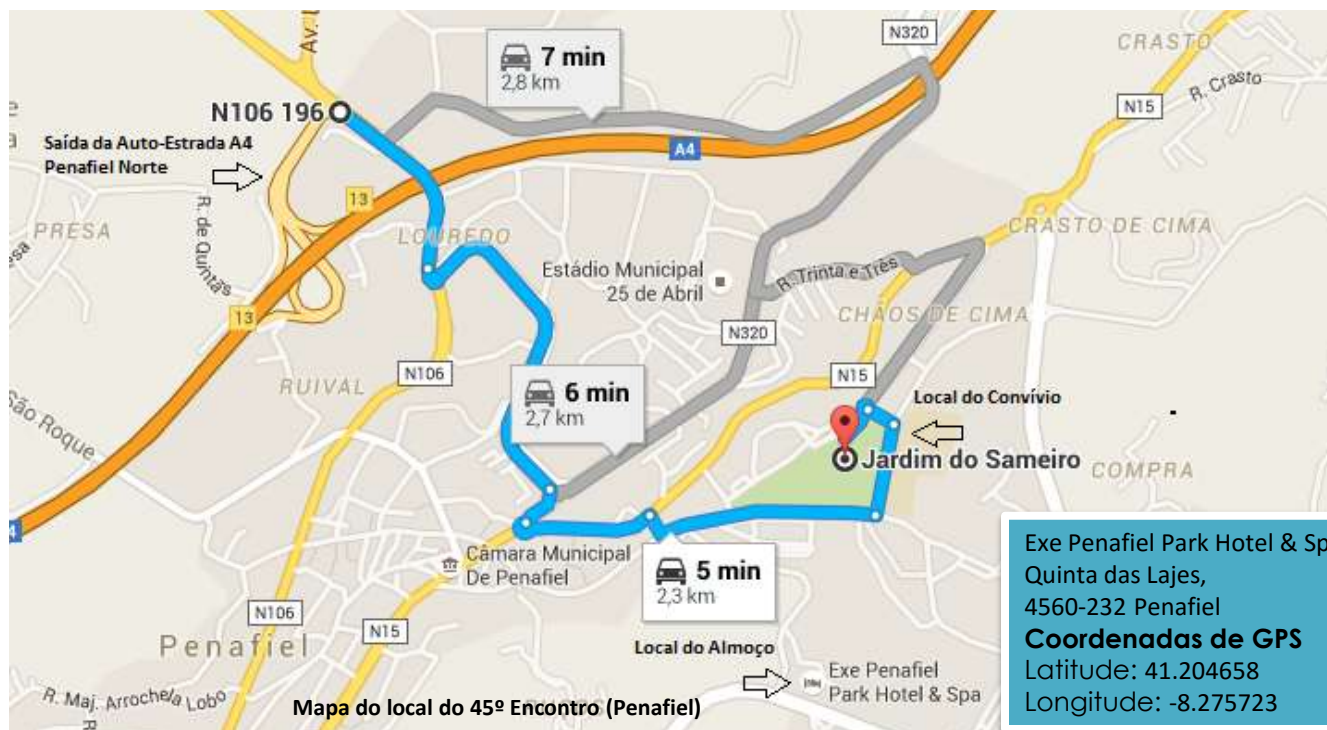 N320
CRASTO
Av.
7 min
2,8 km
R. Crasto
N15
N106 196
Saída da Auto-Estrada A4
Penafiel Norte
A4
13
PRESA
R. de Quintãs
LOUREDO
CRASTO DE CIMA
Estádio Municipal
25 de Abril
R. Trinta e Três
CHÃOS DE CIMA
13
N320
N106
N15
RUIVAL
6 min
2,7 km
Local do Convívio
São Roque
Jardim do Sameiro
COMPRA
Câmara Municipal
De Penafiel
5 min
2,3 km
N106
N15
Penafiel
Local do Almoço
Exe Penafiel
Park Hotel & Spa
R. Maj. Arrochela Lobo
Mapa do local do 45º Encontro (Penafiel)
Exe Penafiel Park Hotel & Sp
Quinta das Lajes,
4560-232 Penafiel
Coordenadas de GPS
Latitude: 41.204658
Longitude: -8.275723